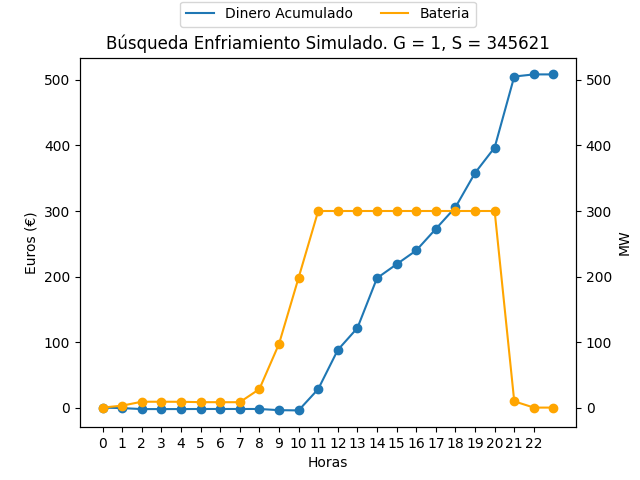 Dinero Acumulado Bateria
Búsqueda Enfriamiento Simulado. G = 1, S = 345621
500 500
400 400
300 300
200 200
100 100
0 0
Euros (€)
MW
0 1 2 3 4 5 6 7 8 9 10 11 12 13 14 15 16 17 18 19 20 21 22
Horas